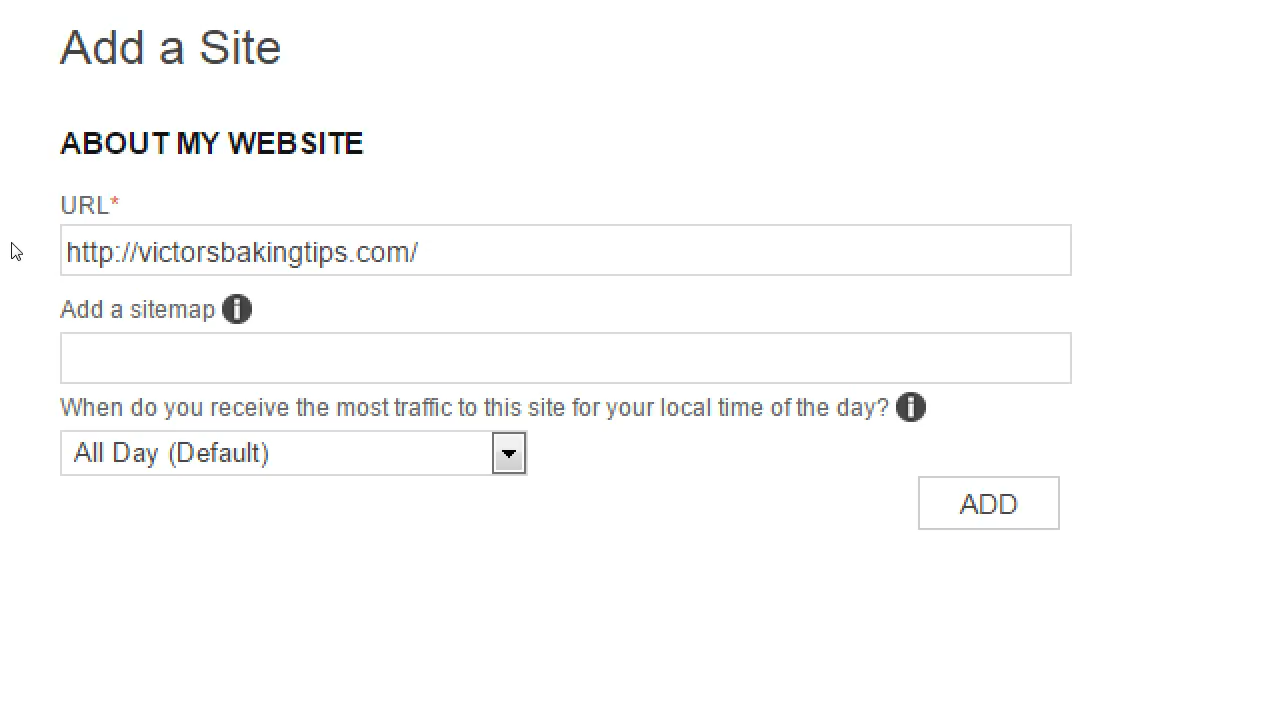 Add a Site
ABOUT MY WEBSITE
URL*
http://victorsbakingtips.com/
Add a sitemap
When do you receive the most traffic to this site for your local time of the day?
All Day (Default)
ADD